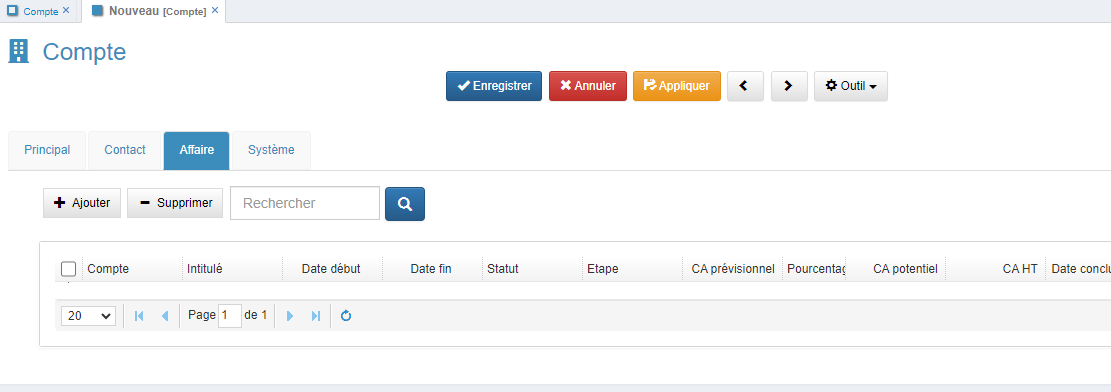 Compte × Nouveau [Compte] ×
Compte
Enregistrer Annuler Appliquer Outil
Principal Contact Affaire Système
Ajouter Supprimer Rechercher
Compte Intitulé Date début Date fin Statut Etape CA prévisionnel Pourcentag CA potentiel CA HT Date conclu
20 Page 1 de 1